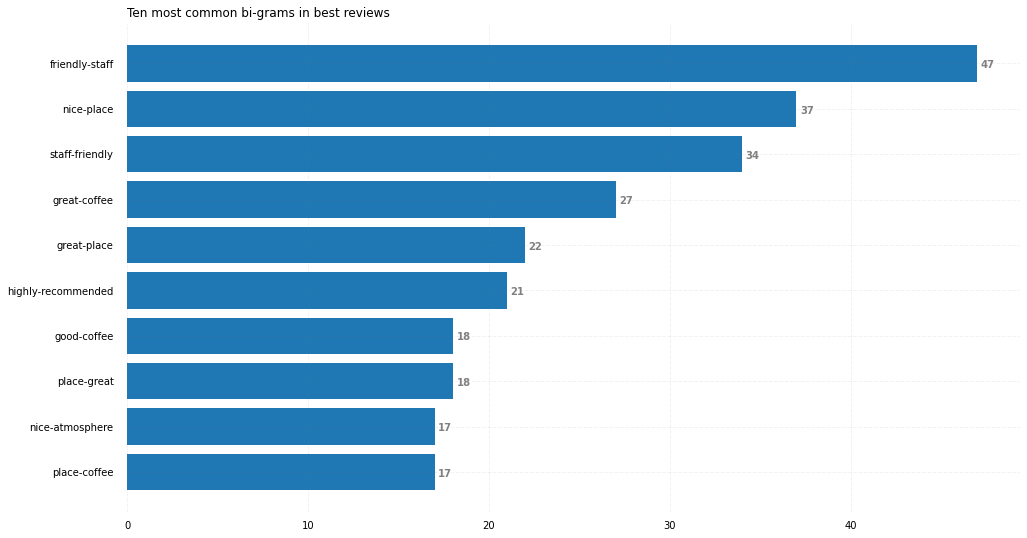 Ten most common bi-grams in best reviews
friendly-staff 47
nice-place 37
staff-friendly 34
great-coffee 27
great-place 22
highly-recommended 21
good-coffee 18
place-great 18
nice-atmosphere 17
place-coffee 17
0 10 20 30 40